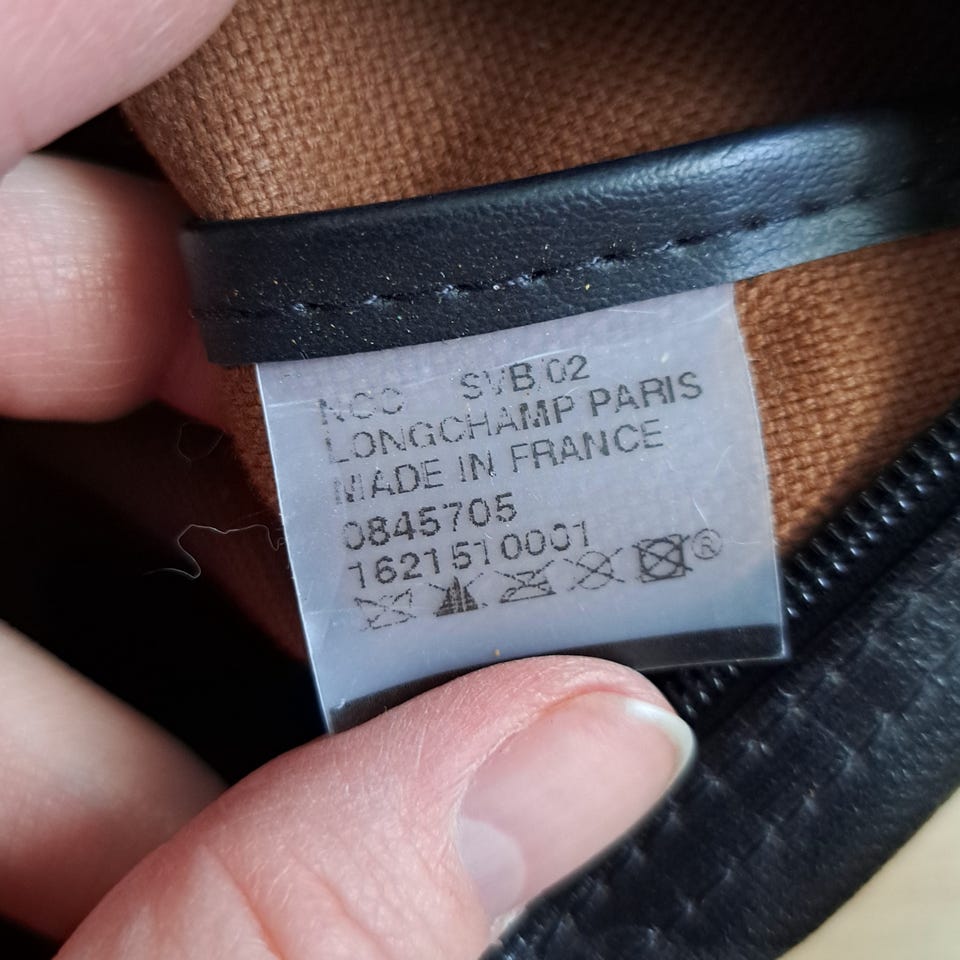 NCC SVB 02
LONGCHAMP PARIS
MADE IN FRANCE
0845705
1621510001
®